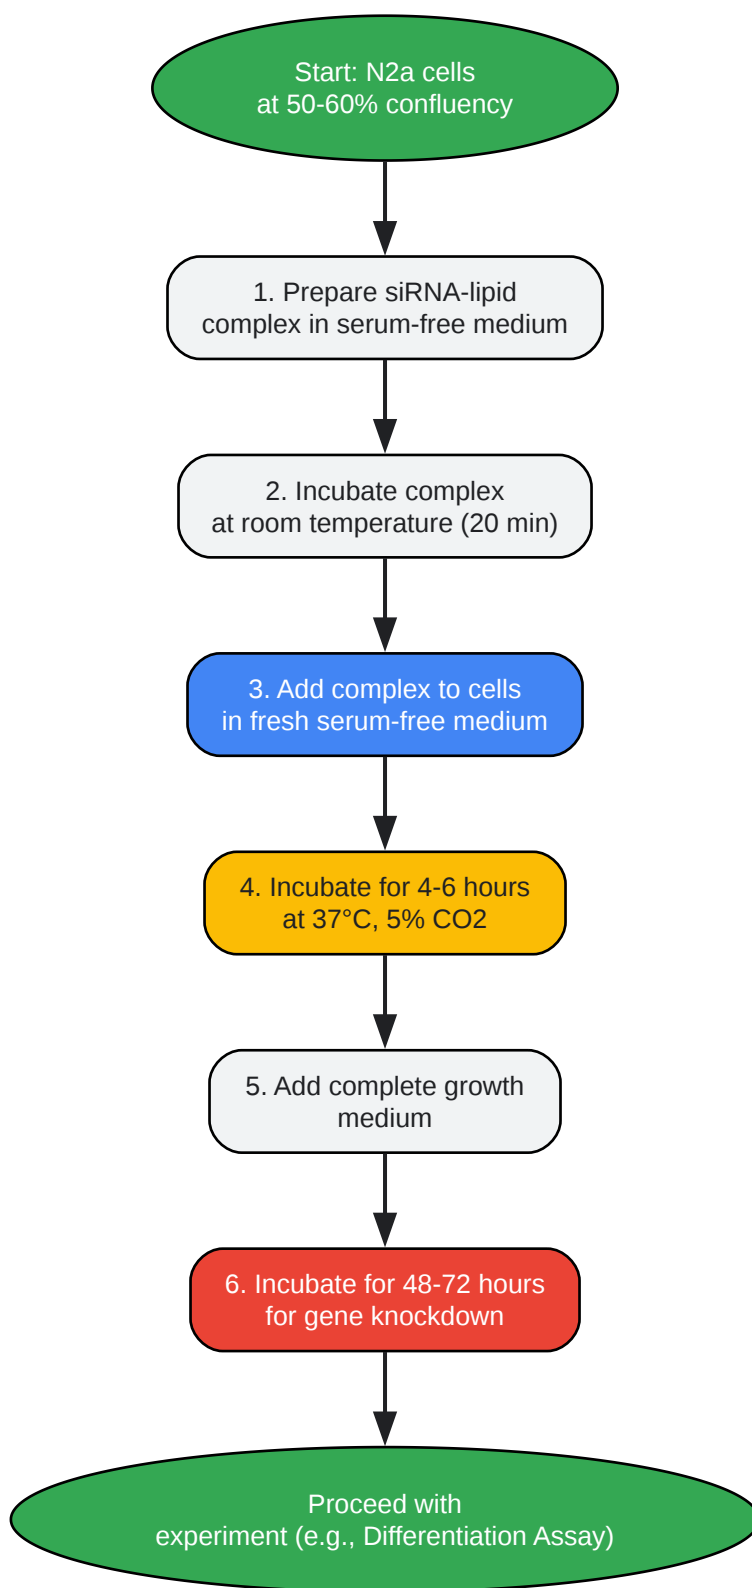 Start: N2a cells
at 50-60% confluency
1. Prepare siRNA-lipid
complex in serum-free medium
2. Incubate complex
at room temperature (20 min)
3. Add complex to cells
in fresh serum-free medium
4. Incubate for 4-6 hours
at 37°C, 5% CO2
5. Add complete growth
medium
6. Incubate for 48-72 hours
for gene knockdown
Proceed with
experiment (e.g., Differentiation Assay)